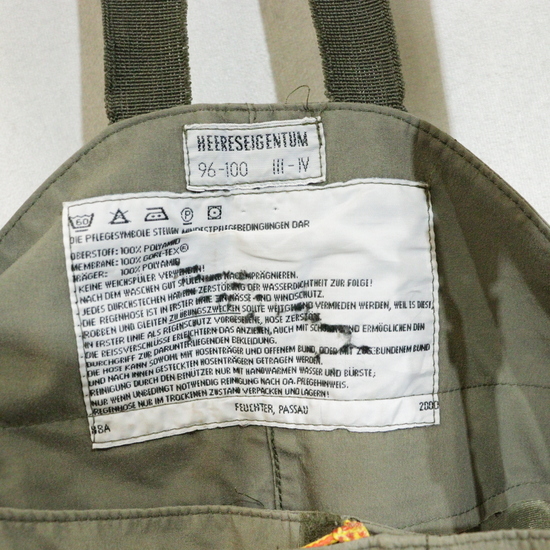 HEERESEIGENTUM
96-100 III-IV
60 P
DIE PFLEGESYMBOLE STELLEN MINDESTPFLEGEBEDINGUNGEN DAR
OBERSTOFF: 100% POLYAMID
MEMBRANE: 100% GORE-TEX®
TRÄGER: 100% POLYAMID
KEINE WEICHSPÜLER VERWENDEN!
NACH DEM WASCHEN GUT SPÜLEN UND NACHIMPRÄGNIEREN.
JEDES DURCHSTECHEN HAT EINE ZERSTÖRUNG DER WASSERDICHTHEIT ZUR FOLGE!
DIE REGENHOSE IST IN ERSTER LINIE EIN NÄSSE- UND WINDSCHUTZ.
ROBBEN UND GLEITEN ZU ÜBUNGSZWECKEN SOLLTE WEITGEHEND VERMIEDEN WERDEN, WEIL ES DIESE,
IN ERSTER LINIE ALS REGENSCHUTZ VORGESEHENE, HOSE ZERSTÖRT.
DIE REISSVERSCHLÜSSE ERLEICHTERN DAS ANZIEHEN, AUCH MIT UND ERMÖGLICHEN DEN
DURCHGRIFF ZUR DARUNTERLIEGENDEN BEKLEIDUNG.
DIE HOSE KANN SOWOHL MIT HOSENTRÄGER UND OFFENEM BUND, ODER MIT ZUGEBUNDENEM BUND
UND NACH INNEN GESTECKTEN HOSENTRÄGERN GETRAGEN WERDEN.
REINIGUNG DURCH DEN BENUTZER NUR MIT HANDWARMEN WASSER UND BÜRSTE;
NUR WENN UNBEDINGT NOTWENDIG REINIGUNG NACH OA. PFLEGEHINWEIS.
REGENHOSE NUR IM TROCKENEN ZUSTAND VERPACKEN UND LAGERN!
FEUCHTER, PASSAU 2000